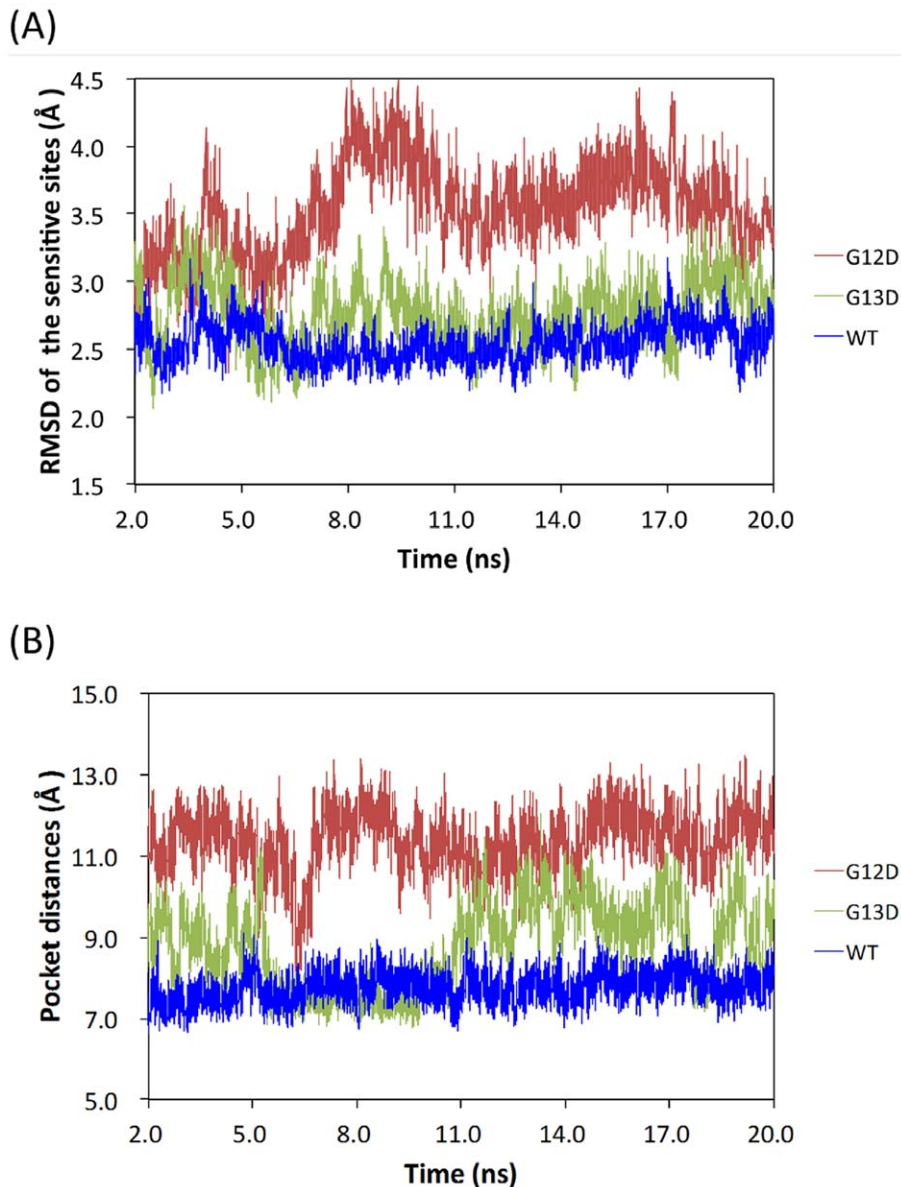 (A)
RMSD of the sensitive sites (Å)
4.5
4.0
3.5
3.0
2.5
2.0
1.5
2.0 5.0 8.0 11.0 14.0 17.0 20.0
Time (ns)
G12D
G13D
WT
(B)
Pocket distances (Å)
15.0
13.0
11.0
9.0
7.0
5.0
2.0 5.0 8.0 11.0 14.0 17.0 20.0
Time (ns)
G12D
G13D
WT